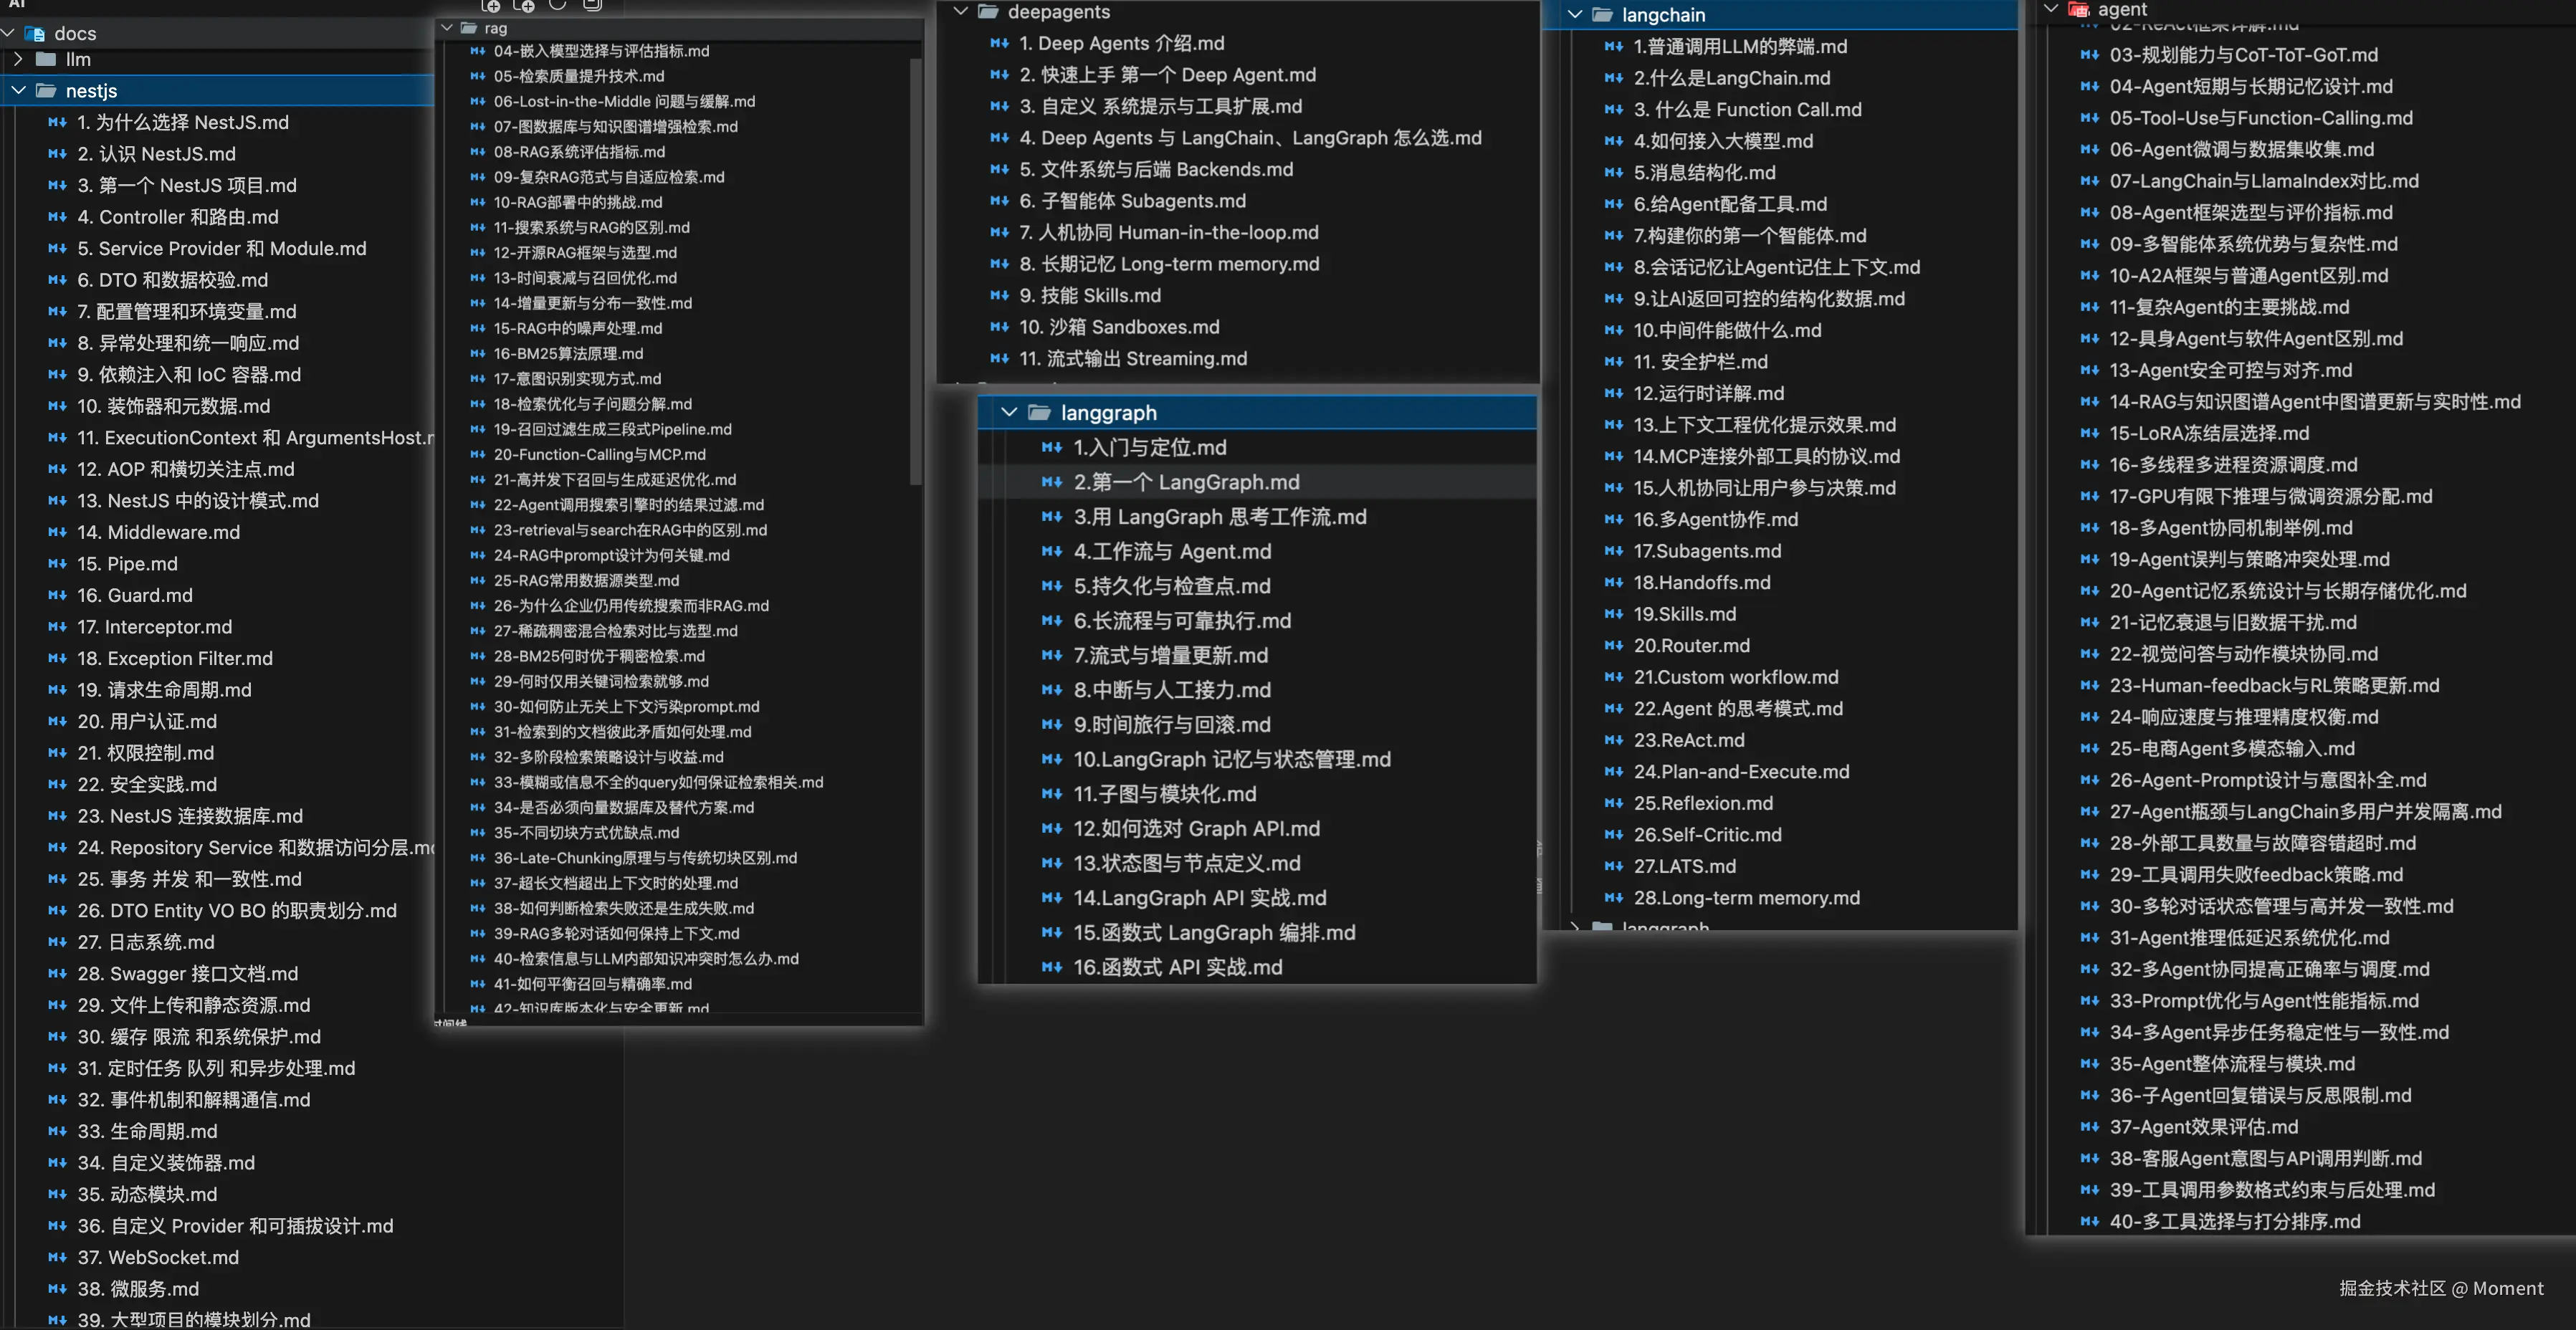 AI
docs
llm
nestjs
1. 为什么选择 NestJS.md
2. 认识 NestJS.md
3. 第一个 NestJS 项目.md
4. Controller 和路由.md
5. Service Provider 和 Module.md
6. DTO 和数据校验.md
7. 配置管理和环境变量.md
8. 异常处理和统一响应.md
9. 依赖注入和 IoC 容器.md
10. 装饰器和元数据.md
11. ExecutionContext 和 ArgumentsHost.
12. AOP 和横切关注点.md
13. NestJS 中的设计模式.md
14. Middleware.md
15. Pipe.md
16. Guard.md
17. Interceptor.md
18. Exception Filter.md
19. 请求生命周期.md
20. 用户认证.md
21. 权限控制.md
22. 安全实践.md
23. NestJS 连接数据库.md
24. Repository Service 和数据访问分层.md
25. 事务 并发 和一致性.md
26. DTO Entity VO BO 的职责划分.md
27. 日志系统.md
28. Swagger 接口文档.md
29. 文件上传和静态资源.md
30. 缓存 限流 和系统保护.md
31. 定时任务 队列 和异步处理.md
32. 事件机制和解耦通信.md
33. 生命周期.md
34. 自定义装饰器.md
35. 动态模块.md
36. 自定义 Provider 和可插拔设计.md
37. WebSocket.md
38. 微服务.md
39. 大型项目的模块划分.md
rag
04-嵌入模型选择与评估指标.md
05-检索质量提升技术.md
06-Lost-in-the-Middle 问题与缓解.md
07-图数据库与知识图谱增强检索.md
08-RAG系统评估指标.md
09-复杂RAG范式与自适应检索.md
10-RAG部署中的挑战.md
11-搜索系统与RAG的区别.md
12-开源RAG框架与选型.md
13-时间衰减与召回优化.md
14-增量更新与分布一致性.md
15-RAG中的噪声处理.md
16-BM25算法原理.md
17-意图识别实现方式.md
18-检索优化与子问题分解.md
19-召回过滤生成三段式Pipeline.md
20-Function-Calling与MCP.md
21-高并发下召回与生成延迟优化.md
22-Agent调用搜索引擎时的结果过滤.md
23-retrieval与search在RAG中的区别.md
24-RAG中prompt设计为何关键.md
25-RAG常用数据源类型.md
26-为什么企业仍用传统搜索而非RAG.md
27-稀疏稠密混合检索对比与选型.md
28-BM25何时优于稠密检索.md
29-何时仅用关键词检索就够.md
30-如何防止无关上下文污染prompt.md
31-检索到的文档彼此矛盾如何处理.md
32-多阶段检索策略设计与收益.md
33-模糊或信息不全的query如何保证检索相关.md
34-是否必须向量数据库及替代方案.md
35-不同切块方式优缺点.md
36-Late-Chunking原理与与传统切块区别.md
37-超长文档超出上下文时的处理.md
38-如何判断检索失败还是生成失败.md
39-RAG多轮对话如何保持上下文.md
40-检索信息与LLM内部知识冲突时怎么办.md
41-如何平衡召回与精确率.md
42-知识库版本化与安全更新.md
时间线
deepagents
1. Deep Agents 介绍.md
2. 快速上手 第一个 Deep Agent.md
3. 自定义 系统提示与工具扩展.md
4. Deep Agents 与 LangChain、LangGraph 怎么选.md
5. 文件系统与后端 Backends.md
6. 子智能体 Subagents.md
7. 人机协同 Human-in-the-loop.md
8. 长期记忆 Long-term memory.md
9. 技能 Skills.md
10. 沙箱 Sandboxes.md
11. 流式输出 Streaming.md
langgraph
1.入门与定位.md
2.第一个 LangGraph.md
3.用 LangGraph 思考工作流.md
4.工作流与 Agent.md
5.持久化与检查点.md
6.长流程与可靠执行.md
7.流式与增量更新.md
8.中断与人工接力.md
9.时间旅行与回滚.md
10.LangGraph 记忆与状态管理.md
11.子图与模块化.md
12.如何选对 Graph API.md
13.状态图与节点定义.md
14.LangGraph API 实战.md
15.函数式 LangGraph 编排.md
16.函数式 API 实战.md
langchain
1.普通调用LLM的弊端.md
2.什么是LangChain.md
3. 什么是 Function Call.md
4.如何接入大模型.md
5.消息结构化.md
6.给Agent配备工具.md
7.构建你的第一个智能体.md
8.会话记忆让Agent记住上下文.md
9.让AI返回可控的结构化数据.md
10.中间件能做什么.md
11. 安全护栏.md
12.运行时详解.md
13.上下文工程优化提示效果.md
14.MCP连接外部工具的协议.md
15.人机协同让用户参与决策.md
16.多Agent协作.md
17.Subagents.md
18.Handoffs.md
19.Skills.md
20.Router.md
21.Custom workflow.md
22.Agent 的思考模式.md
23.ReAct.md
24.Plan-and-Execute.md
25.Reflexion.md
26.Self-Critic.md
27.LATS.md
28.Long-term memory.md
langgraph
agent
02-ReAct框架详解.md
03-规划能力与CoT-ToT-GoT.md
04-Agent短期与长期记忆设计.md
05-Tool-Use与Function-Calling.md
06-Agent微调与数据集收集.md
07-LangChain与LlamaIndex对比.md
08-Agent框架选型与评价指标.md
09-多智能体系统优势与复杂性.md
10-A2A框架与普通Agent区别.md
11-复杂Agent的主要挑战.md
12-具身Agent与软件Agent区别.md
13-Agent安全可控与对齐.md
14-RAG与知识图谱Agent中图谱更新与实时性.md
15-LoRA冻结层选择.md
16-多线程多进程资源调度.md
17-GPU有限下推理与微调资源分配.md
18-多Agent协同机制举例.md
19-Agent误判与策略冲突处理.md
20-Agent记忆系统设计与长期存储优化.md
21-记忆衰退与旧数据干扰.md
22-视觉问答与动作模块协同.md
23-Human-feedback与RL策略更新.md
24-响应速度与推理精度权衡.md
25-电商Agent多模态输入.md
26-Agent-Prompt设计与意图补全.md
27-Agent瓶颈与LangChain多用户并发隔离.md
28-外部工具数量与故障容错超时.md
29-工具调用失败feedback策略.md
30-多轮对话状态管理与高并发一致性.md
31-Agent推理低延迟系统优化.md
32-多Agent协同提高正确率与调度.md
33-Prompt优化与Agent性能指标.md
34-多Agent异步任务稳定性与一致性.md
35-Agent整体流程与模块.md
36-子Agent回复错误与反思限制.md
37-Agent效果评估.md
38-客服Agent意图与API调用判断.md
39-工具调用参数格式约束与后处理.md
40-多工具选择与打分排序.md
掘金技术社区 @ Moment